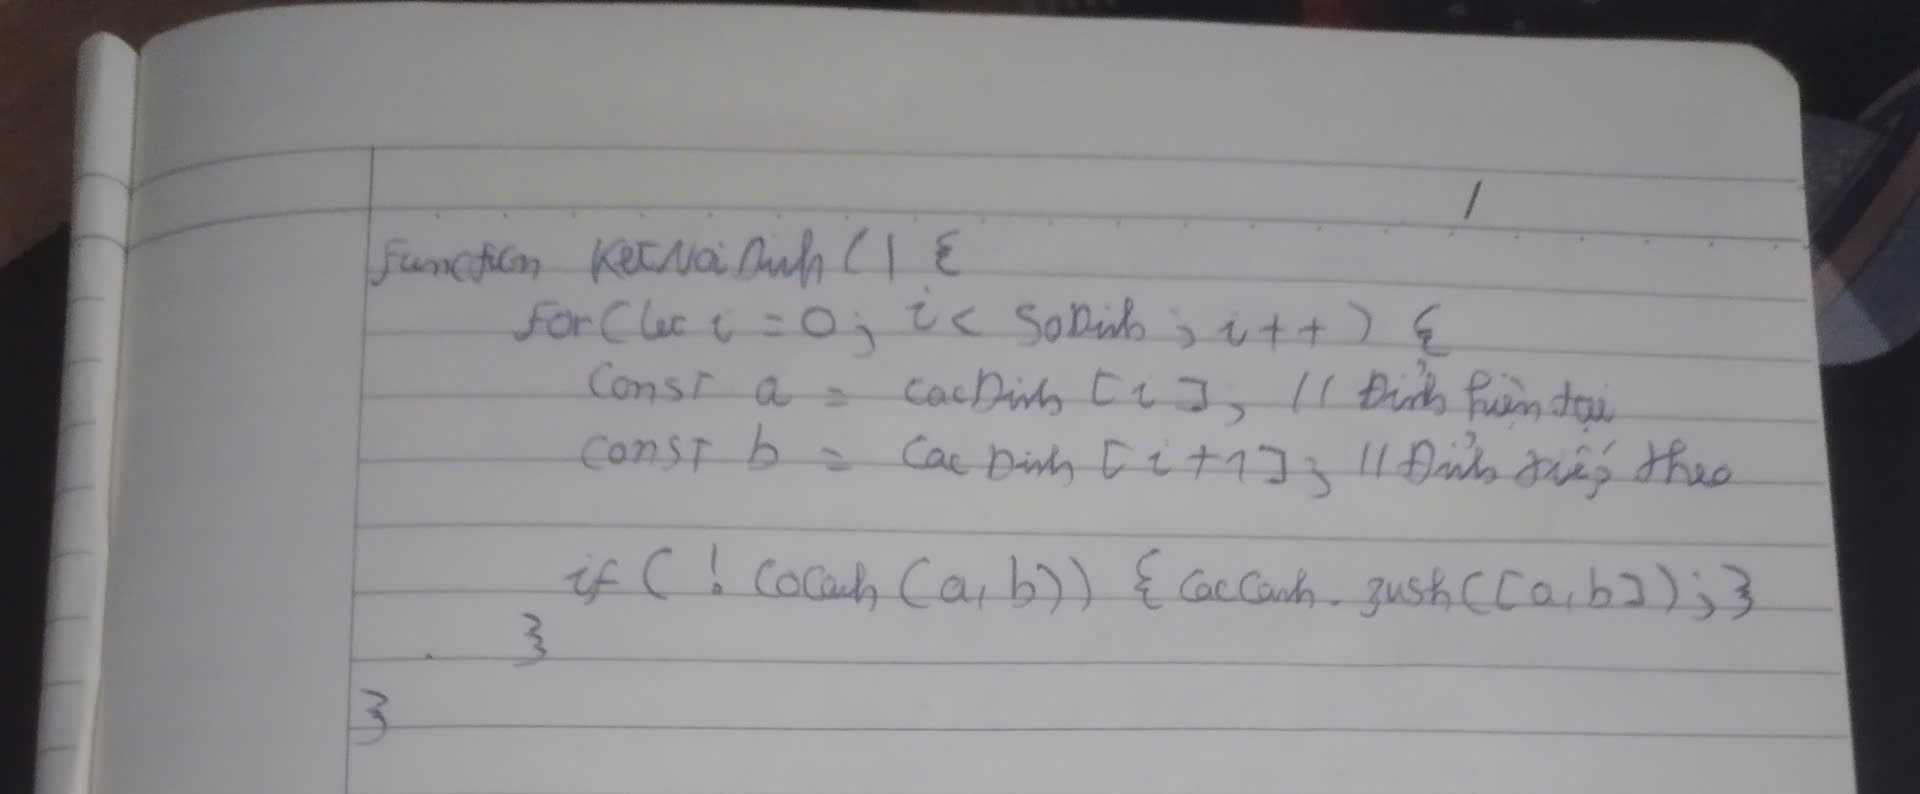 function KetNoiDinh() {
for(let i = 0; i < SoDinh; i++) {
const a = cacDinh[i]; // Đỉnh hiện tại
const b = CacDinh[i+1]; // Đỉnh tiếp theo
if(!CoCanh(a,b)) {CacCanh.push([a,b]);}
}
}